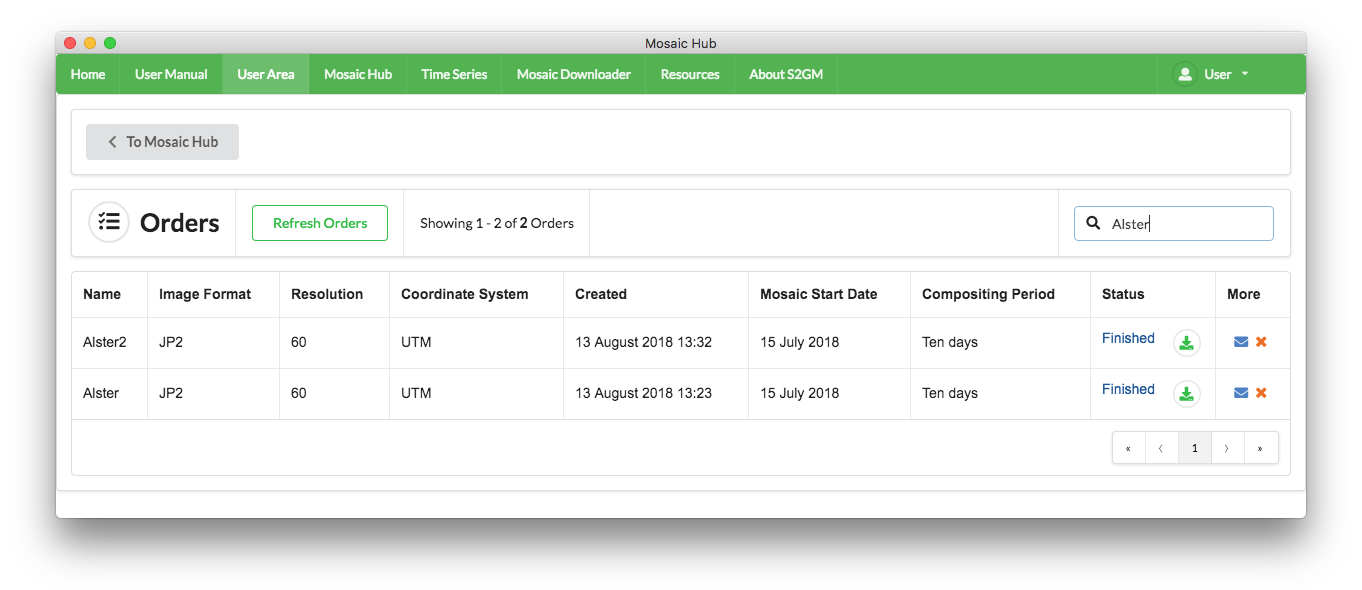 Mosaic Hub
Home User Manual User Area Mosaic Hub Time Series Mosaic Downloader Resources About S2GM User
To Mosaic Hub
Orders Refresh Orders Showing 1 - 2 of 2 Orders Alster
Name Image Format Resolution Coordinate System Created Mosaic Start Date Compositing Period Status More
Alster2 JP2 60 UTM 13 August 2018 13:32 15 July 2018 Ten days Finished
Alster JP2 60 UTM 13 August 2018 13:23 15 July 2018 Ten days Finished
« ‹ 1 › »